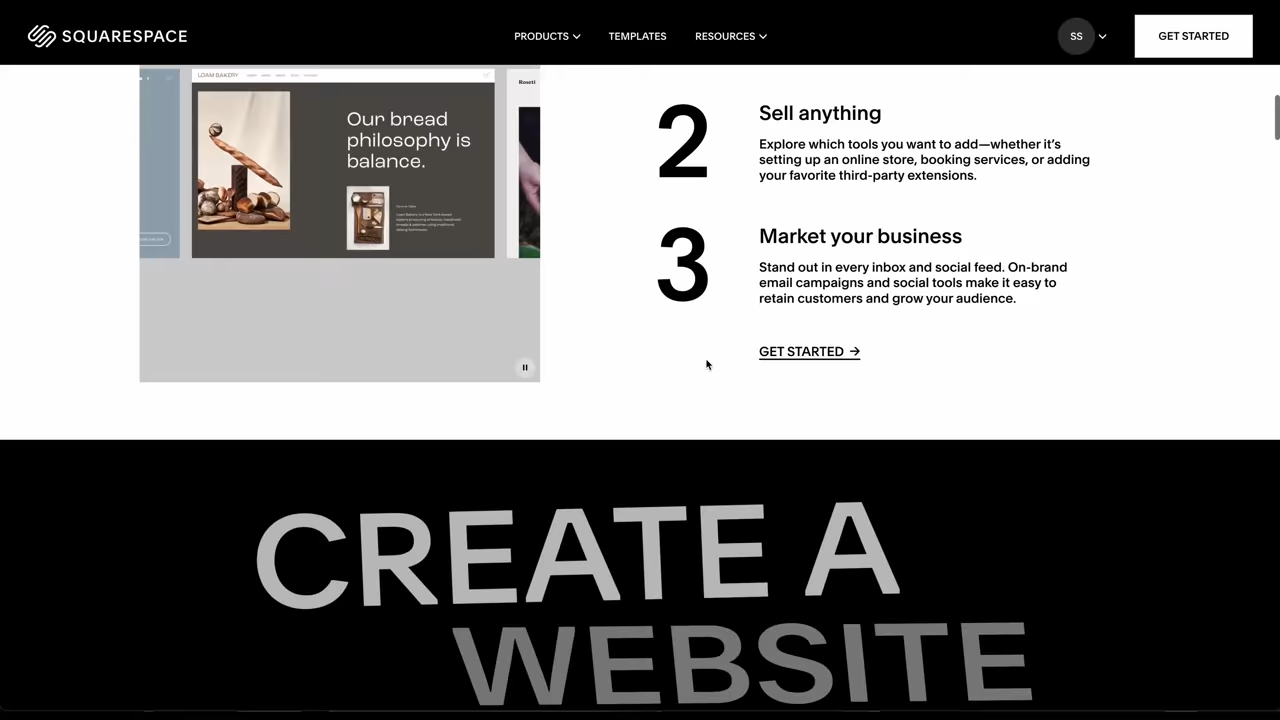 SQUARESPACE
PRODUCTS
TEMPLATES
RESOURCES
SS
GET STARTED
LOAM BAKERY
Rosetti
Our bread
philosophy is
balance.
2
Sell anything
Explore which tools you want to add—whether it's
setting up an online store, booking services, or adding
your favorite third-party extensions.
3
Market your business
Stand out in every inbox and social feed. On-brand
email campaigns and social tools make it easy to
retain customers and grow your audience.
GET STARTED →
CREATE A
WEBSITE